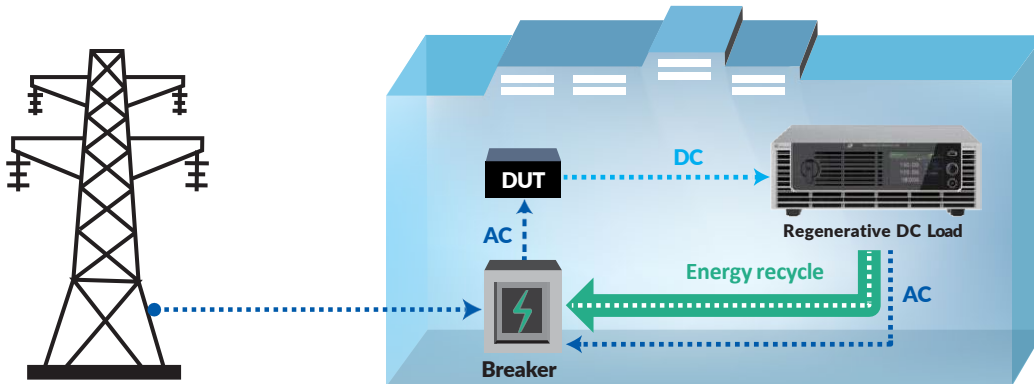 DUT
DC
AC
Regenerative DC Load
Energy recycle
AC
Breaker